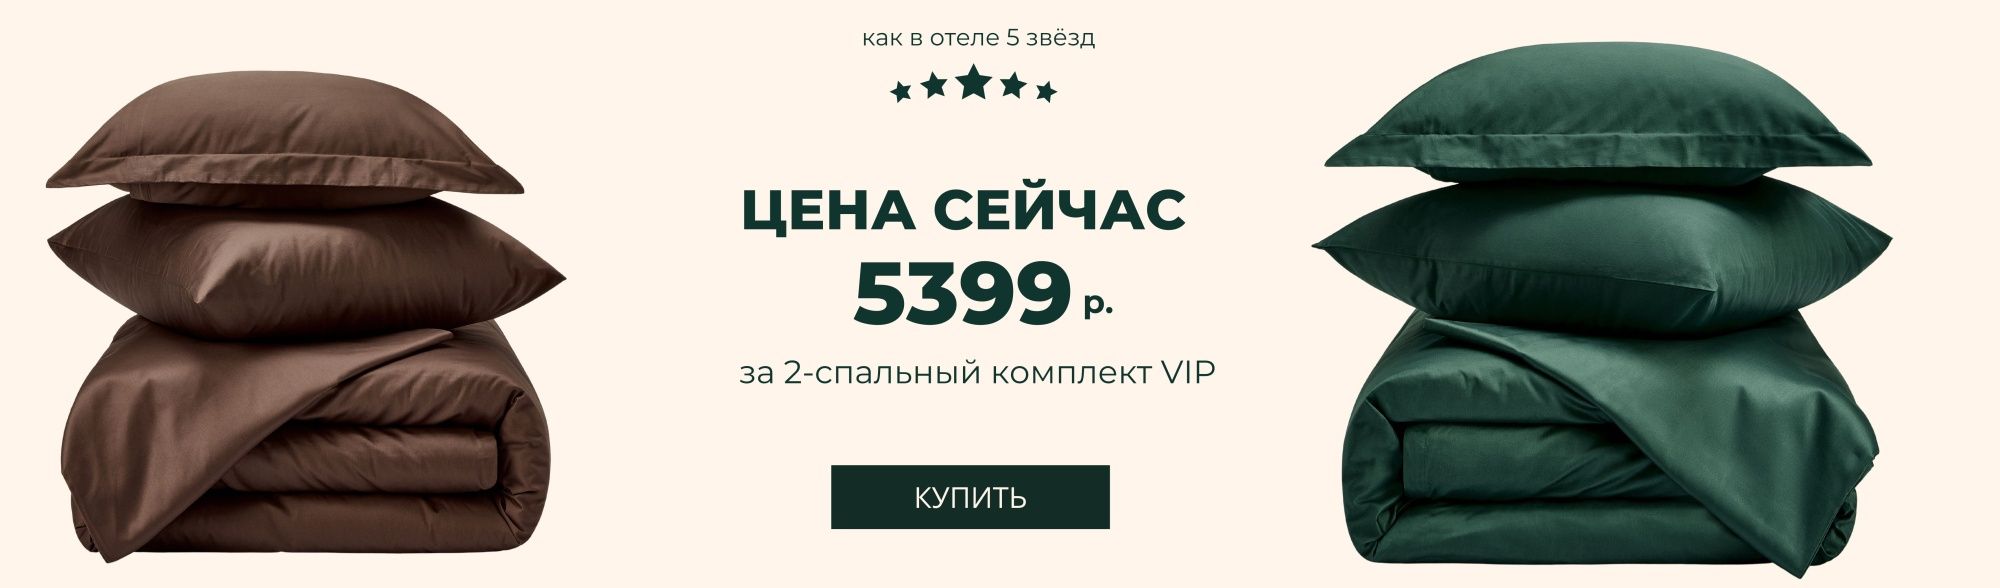 как в отеле 5 звёзд
ЦЕНА СЕЙЧАС
5399 р.
за 2-спальный комплект VIP
КУПИТЬ